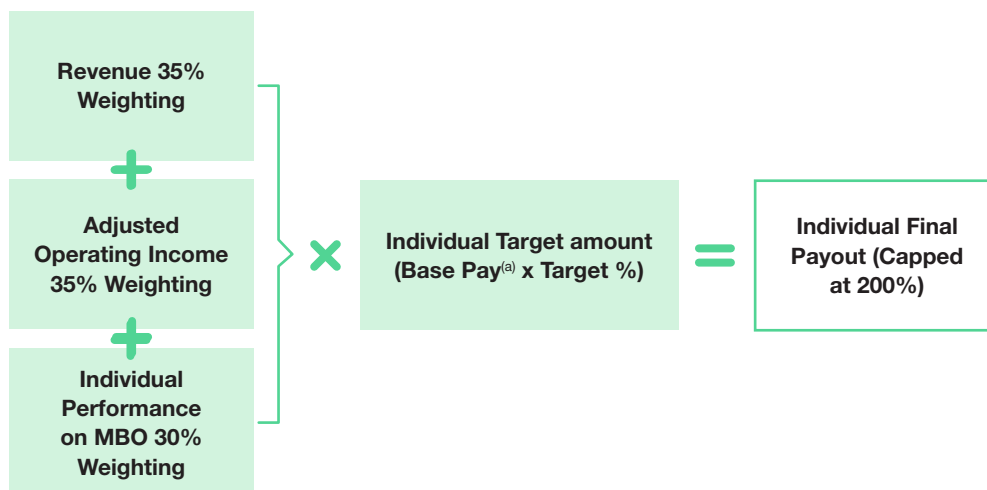 Revenue 35%
Weighting
+
Adjusted
Operating Income
35% Weighting
+
Individual
Performance
on MBO 30%
Weighting
×
Individual Target amount
(Base Pay(a) x Target %)
=
Individual Final
Payout (Capped
at 200%)